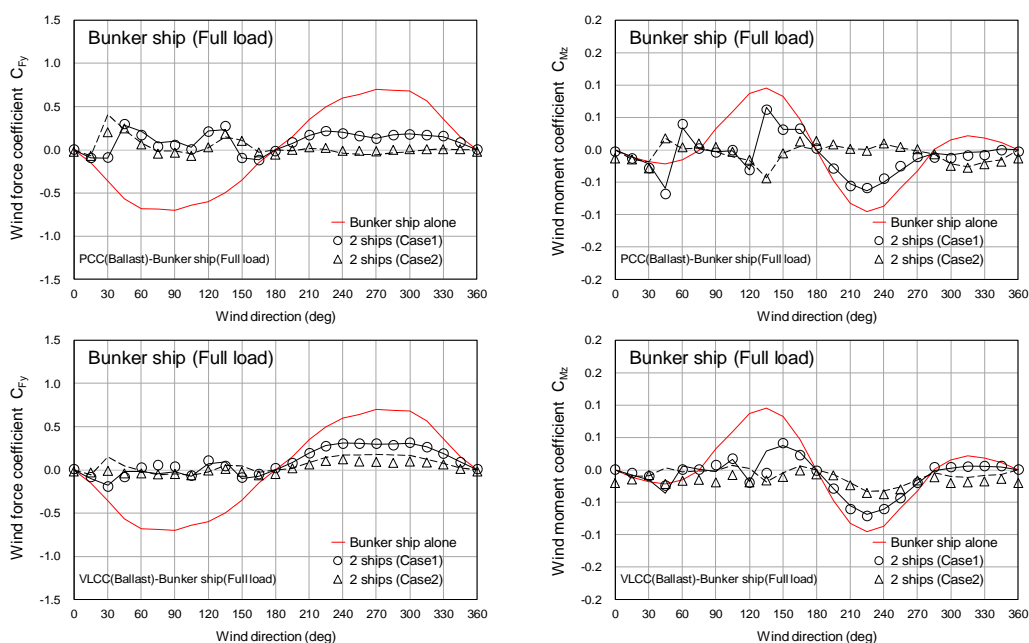 Bunker ship (Full load)
Wind force coefficient C_Fy
1.5
1.0
0.5
0.0
-0.5
-1.0
-1.5
Bunker ship alone
2 ships (Case1)
2 ships (Case2)
PCC(Ballast)-Bunker ship(Full load)
0 30 60 90 120 150 180 210 240 270 300 330 360
Wind direction (deg)
Bunker ship (Full load)
Wind moment coefficient C_Mz
0.2
0.2
0.1
0.1
0.0
-0.1
-0.1
-0.2
-0.2
Bunker ship alone
2 ships (Case1)
2 ships (Case2)
PCC(Ballast)-Bunker ship(Full load)
0 30 60 90 120 150 180 210 240 270 300 330 360
Wind direction (deg)
Bunker ship (Full load)
Wind force coefficient C_Fy
1.5
1.0
0.5
0.0
-0.5
-1.0
-1.5
Bunker ship alone
2 ships (Case1)
2 ships (Case2)
VLCC(Ballast)-Bunker ship(Full load)
0 30 60 90 120 150 180 210 240 270 300 330 360
Wind direction (deg)
Bunker ship (Full load)
Wind moment coefficient C_Mz
0.2
0.2
0.1
0.1
0.0
-0.1
-0.1
-0.2
-0.2
Bunker ship alone
2 ships (Case1)
2 ships (Case2)
VLCC(Ballast)-Bunker ship(Full load)
0 30 60 90 120 150 180 210 240 270 300 330 360
Wind direction (deg)